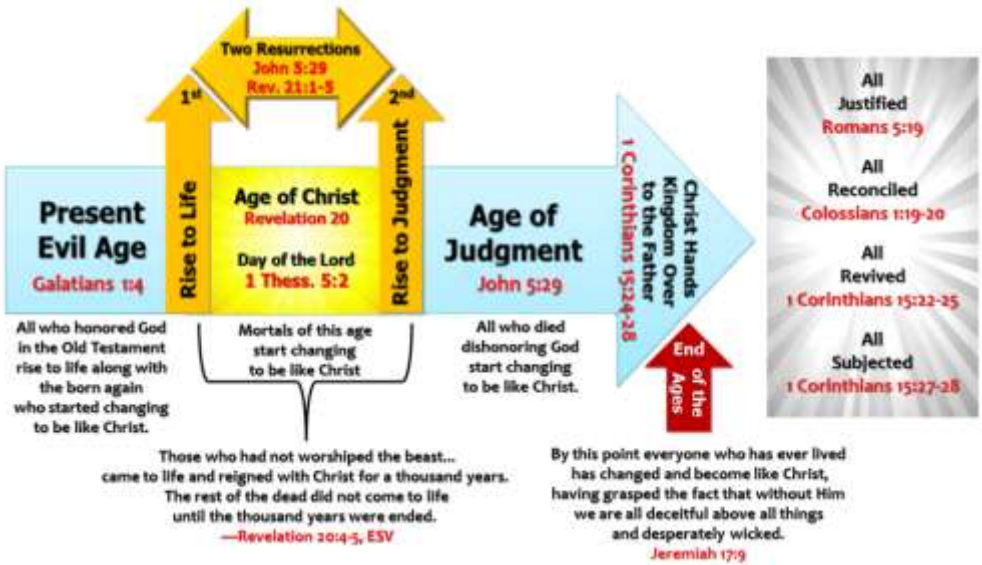 Two Resurrections
John 5:29
Rev. 21:1-5
1st
2nd
Present
Evil Age
Galatians 1:4
Rise to Life
Age of Christ
Revelation 20
Day of the Lord
1 Thess. 5:2
Rise to Judgment
Age of
Judgment
John 5:29
Christ Hands
Kingdom Over
to the Father
1 Corinthians 15:24-28
All
Justified
Romans 5:19
All
Reconciled
Colossians 1:19-20
All
Revived
1 Corinthians 15:22-25
All
Subjected
1 Corinthians 15:27-28
All who honored God
in the Old Testament
rise to life along with
the born again
who started changing
to be like Christ.
Mortals of this age
start changing
to be like Christ
All who died
dishonoring God
start changing
to be like Christ.
End
of the
Ages
Those who had not worshiped the beast...
came to life and reigned with Christ for a thousand years.
The rest of the dead did not come to life
until the thousand years were ended.
—Revelation 20:4-5, ESV
By this point everyone who has ever lived
has changed and become like Christ,
having grasped the fact that without Him
we are all deceitful above all things
and desperately wicked.
Jeremiah 17:9